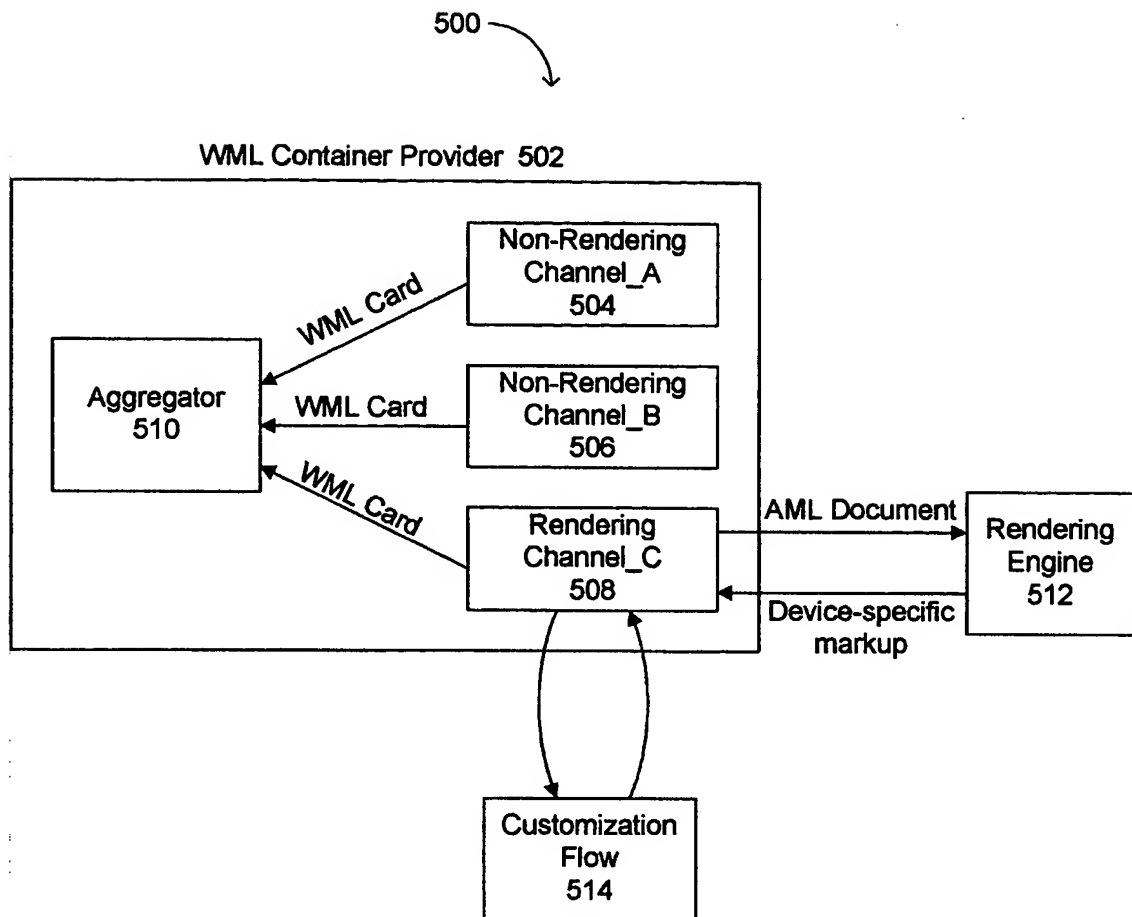 500
WML Container Provider 502
Non-Rendering
Channel_A
504
WML Card
Aggregator
510
WML Card
Non-Rendering
Channel_B
506
WML Card
Rendering
Channel_C
508
AML Document
Device-specific
markup
Rendering
Engine
512
Customization
Flow
514